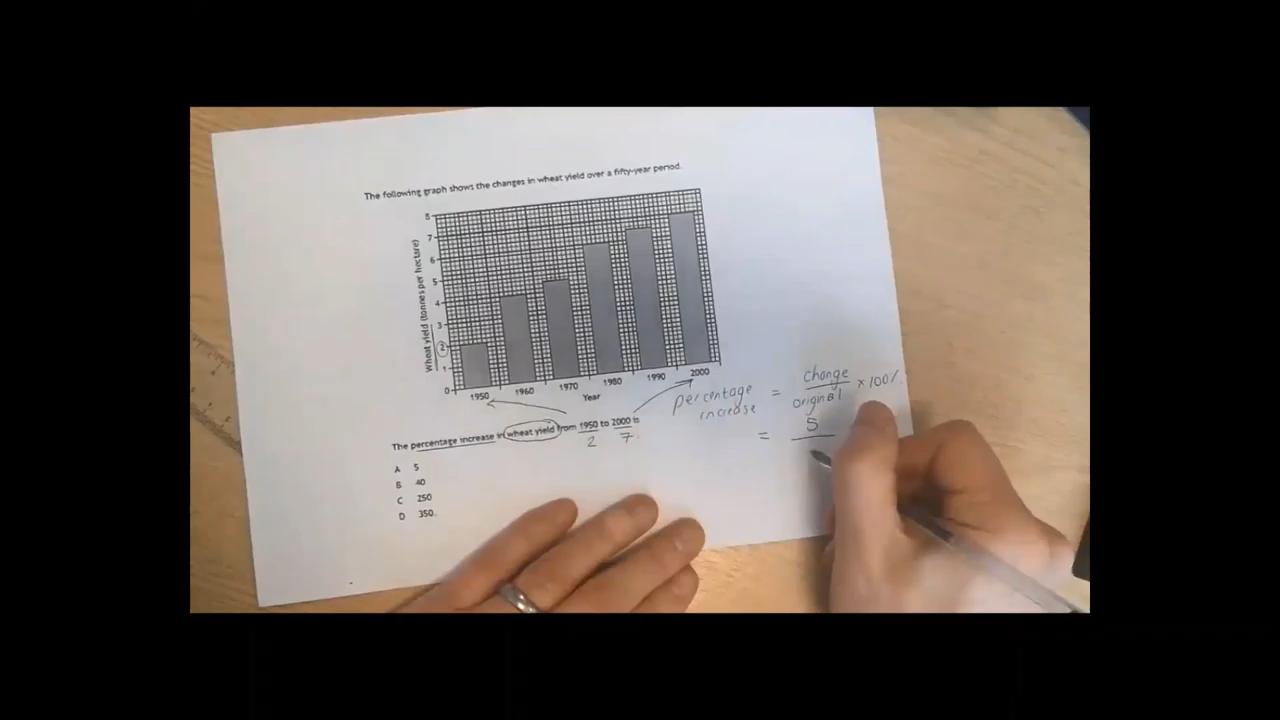 The following graph shows the changes in wheat yield over a fifty-year period.
Wheat yield (tonnes per hectare)
8
7
6
5
4
3
2
1
0
1950 1960 1970 1980 1990 2000
Year
The percentage increase in wheat yield from 1950 to 2000 is
2 7
A 5
B 40
C 250
D 350.
percentage increase = change / original × 100%
= 5